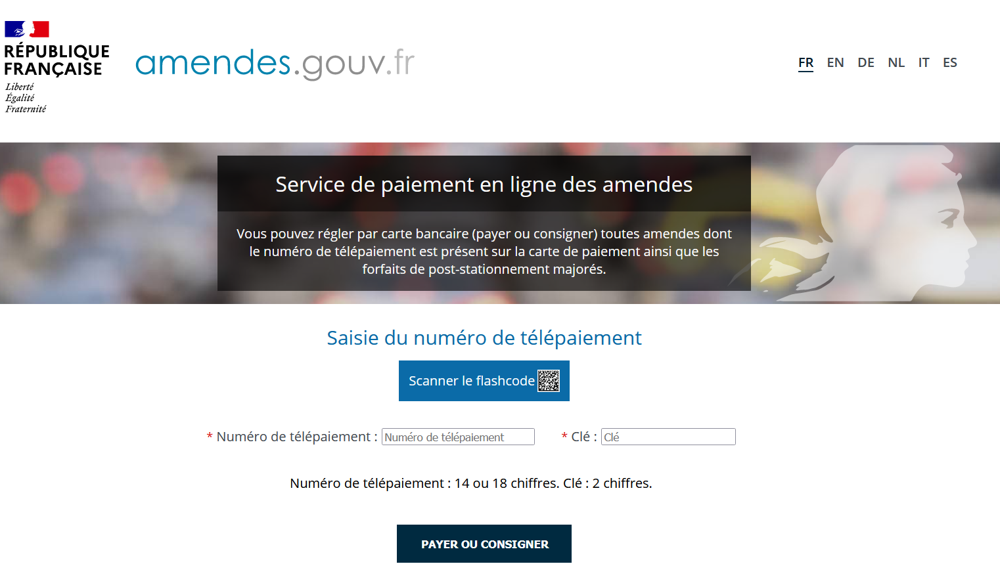 RÉPUBLIQUE
FRANÇAISE
Liberté
Égalité
Fraternité
amendes.gouv.fr
FR EN DE NL IT ES
Service de paiement en ligne des amendes
Vous pouvez régler par carte bancaire (payer ou consigner) toutes amendes dont
le numéro de télépaiement est présent sur la carte de paiement ainsi que les
forfaits de post-stationnement majorés.
Saisie du numéro de télépaiement
Scanner le flashcode
* Numéro de télépaiement : Numéro de télépaiement * Clé : Clé
Numéro de télépaiement : 14 ou 18 chiffres. Clé : 2 chiffres.
PAYER OU CONSIGNER